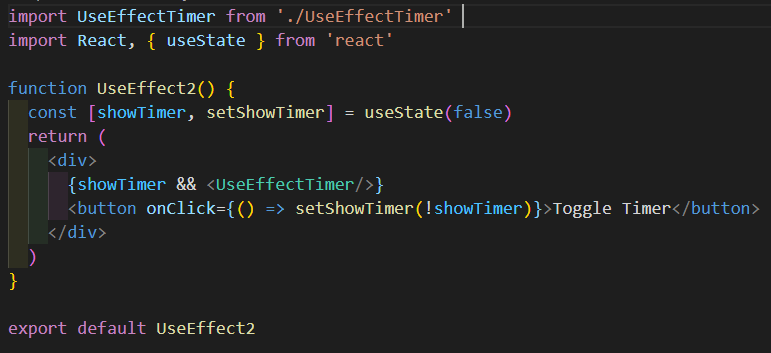 import UseEffectTimer from './UseEffectTimer'
import React, { useState } from 'react'

function UseEffect2() {
  const [showTimer, setShowTimer] = useState(false)
  return (
    <div>
      {showTimer && <UseEffectTimer/>}
      <button onClick={() => setShowTimer(!showTimer)}>Toggle Timer</button>
    </div>
  )
}

export default UseEffect2